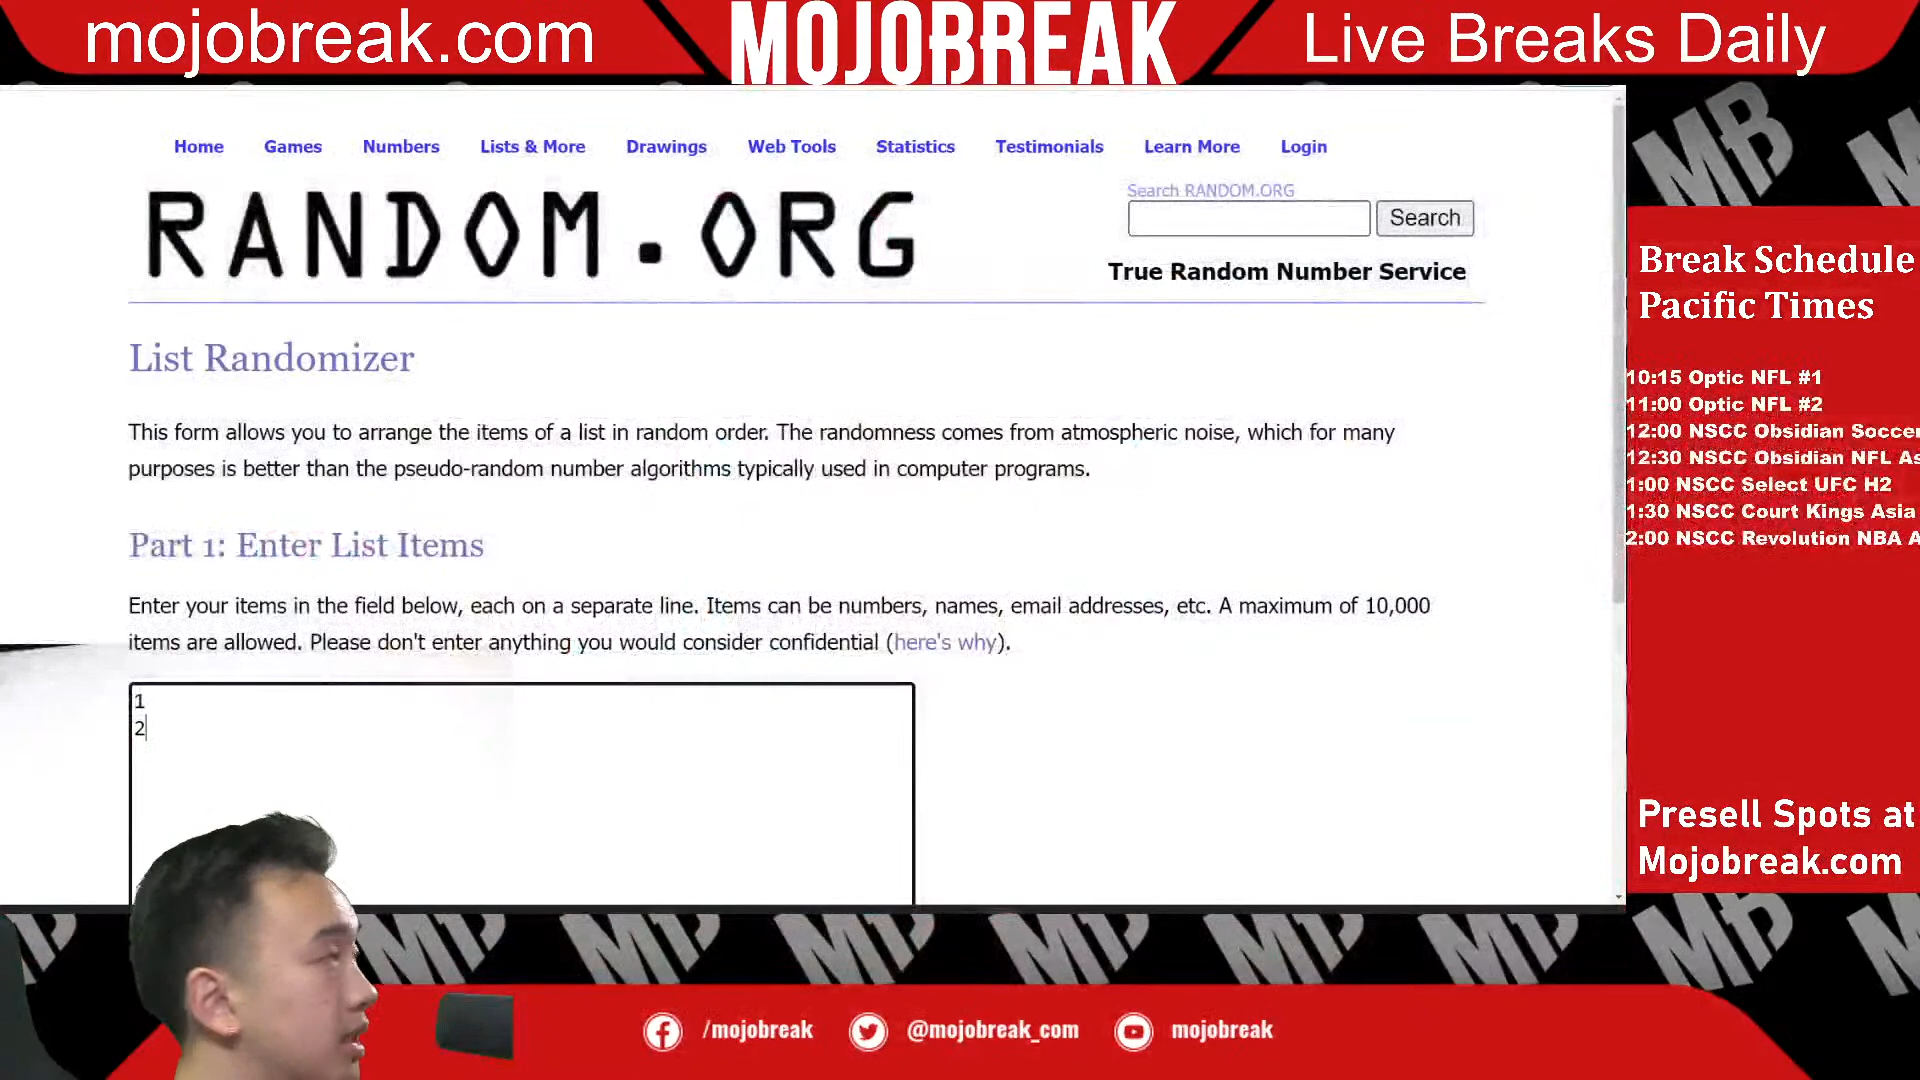 mojobreak.com
MOJOBREAK
Live Breaks Daily
Home Games Numbers Lists & More Drawings Web Tools Statistics Testimonials Learn More Login
RANDOM.ORG
Search RANDOM.ORG
Search
True Random Number Service
List Randomizer
This form allows you to arrange the items of a list in random order. The randomness comes from atmospheric noise, which for many
purposes is better than the pseudo-random number algorithms typically used in computer programs.
Part 1: Enter List Items
Enter your items in the field below, each on a separate line. Items can be numbers, names, email addresses, etc. A maximum of 10,000
items are allowed. Please don't enter anything you would consider confidential (here's why).
1
2
Break Schedule
Pacific Times
10:15 Optic NFL #1
11:00 Optic NFL #2
12:00 NSCC Obsidian Soccer
12:30 NSCC Obsidian NFL As
1:00 NSCC Select UFC H2
1:30 NSCC Court Kings Asia
2:00 NSCC Revolution NBA A
Presell Spots at
Mojobreak.com
/mojobreak @mojobreak_com mojobreak